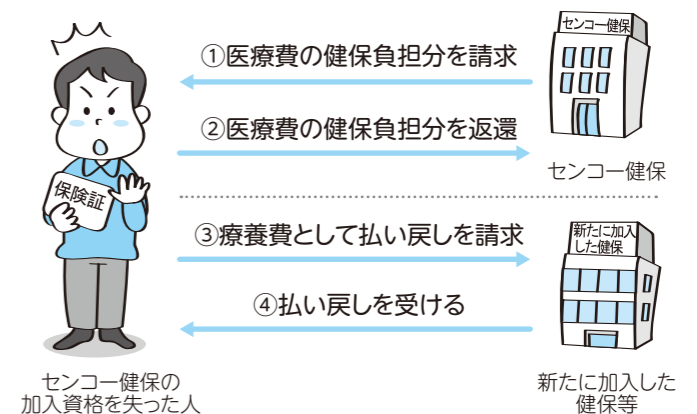 センコー健保
①医療費の健保負担分を請求
②医療費の健保負担分を返還
センコー健保
保険証
③療養費として払い戻しを請求
新たに加入
した健保
④払い戻しを受ける
センコー健保の
加入資格を失った人
新たに加入した
健保等